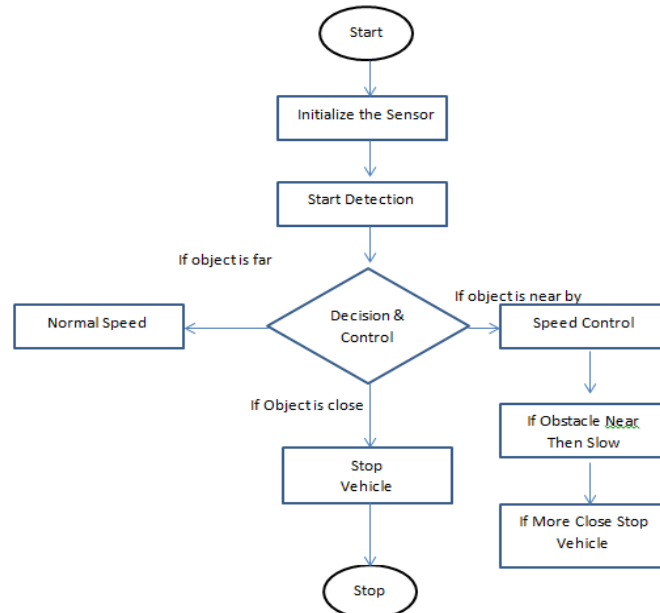 Start
Initialize the Sensor
Start Detection
If object is far
If object is near by
Normal Speed
Decision &
Control
Speed Control
If Object is close
If Obstacle Near
Then Slow
Stop
Vehicle
If More Close Stop
Vehicle
Stop